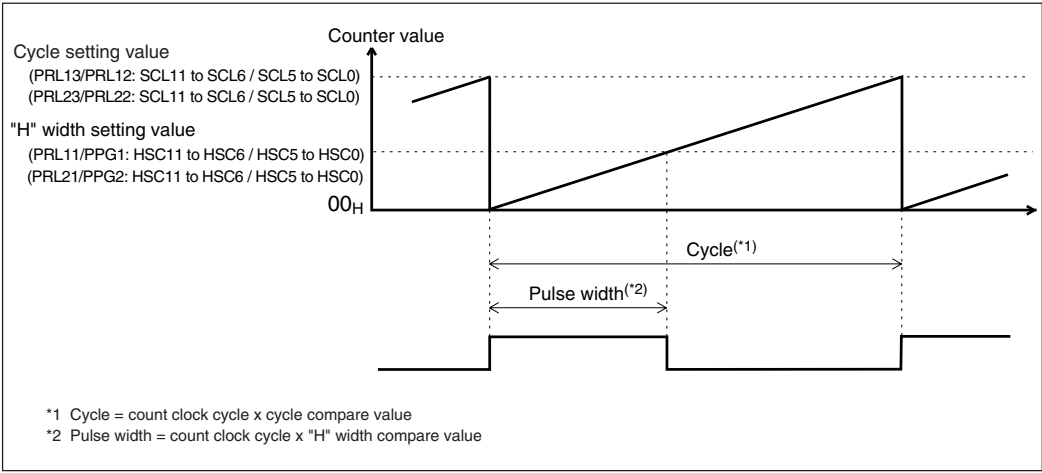 Counter value
Cycle setting value
(PRL13/PRL12: SCL11 to SCL6 / SCL5 to SCL0)
(PRL23/PRL22: SCL11 to SCL6 / SCL5 to SCL0)
"H" width setting value
(PRL11/PPG1: HSC11 to HSC6 / HSC5 to HSC0)
(PRL21/PPG2: HSC11 to HSC6 / HSC5 to HSC0)
00H
Cycle(*1)
Pulse width(*2)
*1 Cycle = count clock cycle x cycle compare value
*2 Pulse width = count clock cycle x "H" width compare value